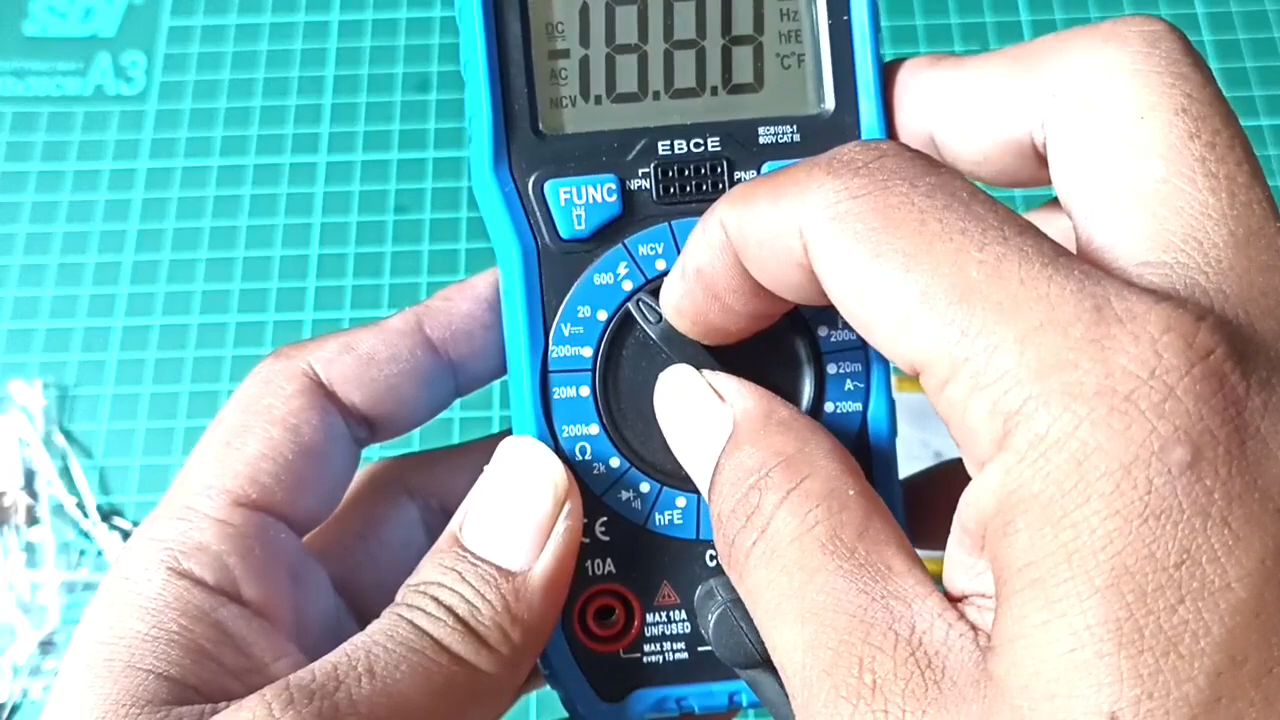 A3
DC
AC
NCV
-1.8.8.8
Hz
hFE
°C°F
IEC61010-1
600V CAT III
EBCE
NPN
PNP
FUNC
NCV
600
20
V
200m
20M
200k
Ω
2k
hFE
200u
20m
A~
200m
CE
10A
C
MAX 10A
UNFUSED
MAX 30 sec
every 15 min